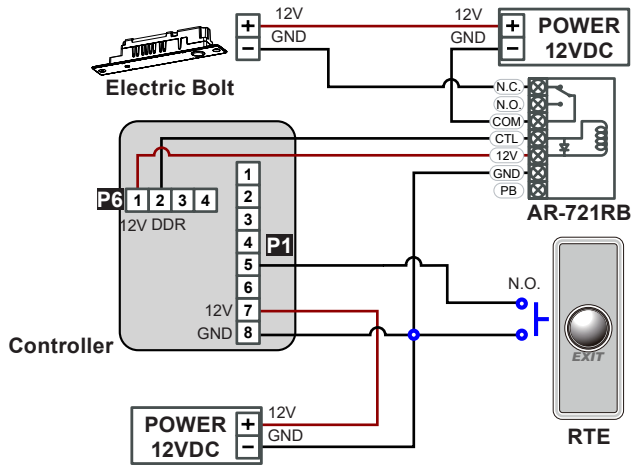 12V
GND
+
−
Electric Bolt
12V
GND
+
−
POWER
12VDC
N.C.
N.O.
COM
CTL
12V
GND
PB
AR-721RB
P6
1 2 3 4
12V DDR
1
2
3
4
5
6
7
8
P1
12V
GND
Controller
N.O.
EXIT
RTE
POWER
12VDC
+
−
12V
GND